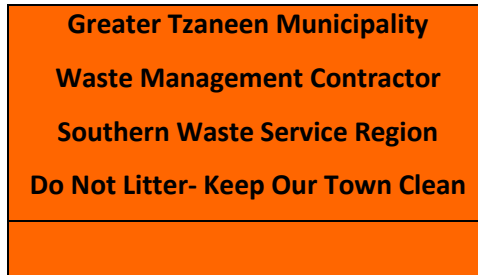 Greater Tzaneen Municipality
Waste Management Contractor
Southern Waste Service Region
Do Not Litter- Keep Our Town Clean